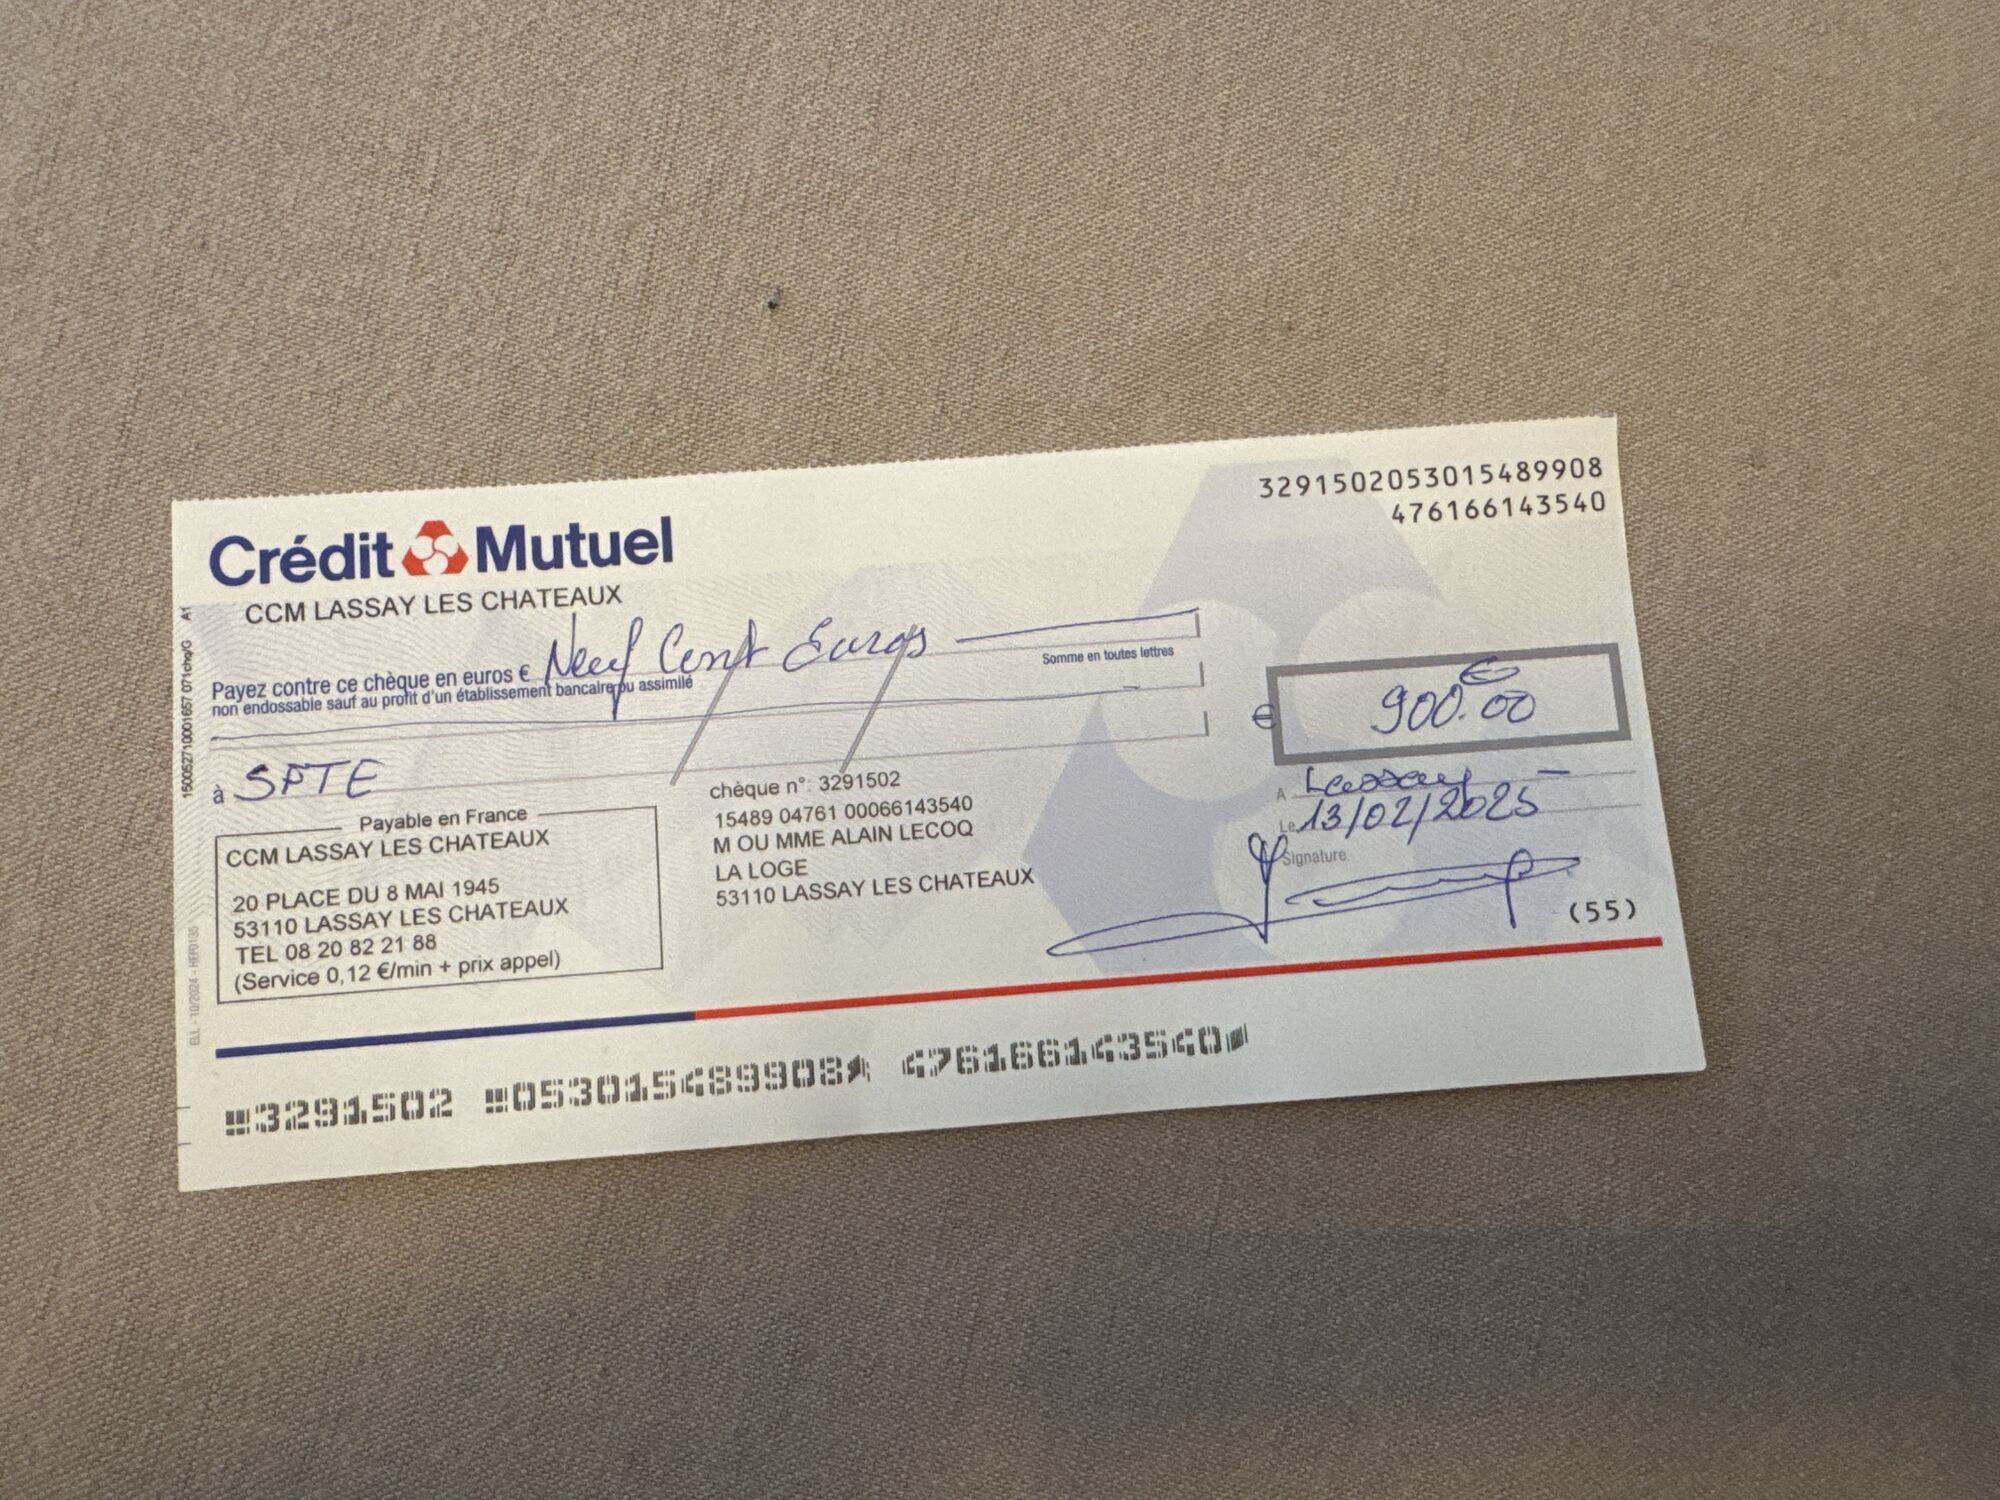 3291502053015489908
476166143540
Crédit Mutuel
CCM LASSAY LES CHATEAUX
Payez contre ce chèque en euros € Neuf Cent Euros
non endossable sauf au profit d'un établissement bancaire ou assimilé
Somme en toutes lettres
€ 900.00 €
à SPTE
A Lassay
Le 13/02/2025
Signature
Payable en France
CCM LASSAY LES CHATEAUX
20 PLACE DU 8 MAI 1945
53110 LASSAY LES CHATEAUX
TEL 08 20 82 21 88
(Service 0,12 €/min + prix appel)
chèque n°: 3291502
15489 04761 00066143540
M OU MME ALAIN LECOQ
LA LOGE
53110 LASSAY LES CHATEAUX
(55)
3291502 053015489908 476166143540
A1